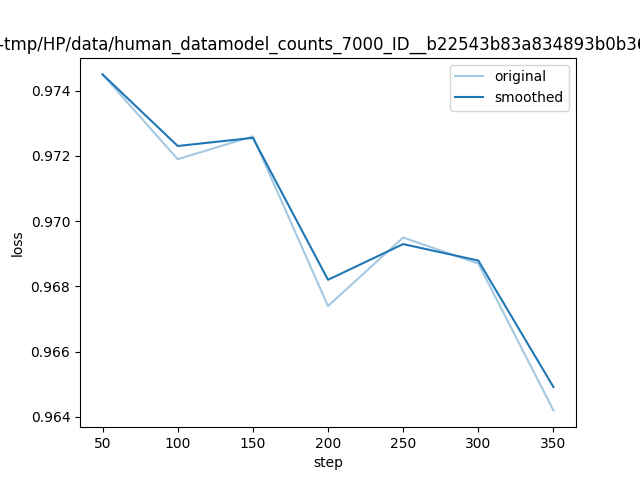 -tmp/HP/data/human_datamodel_counts_7000_ID__b22543b83a834893b0b36
original
smoothed
0.974
0.972
0.970
0.968
0.966
0.964
loss
50 100 150 200 250 300 350
step